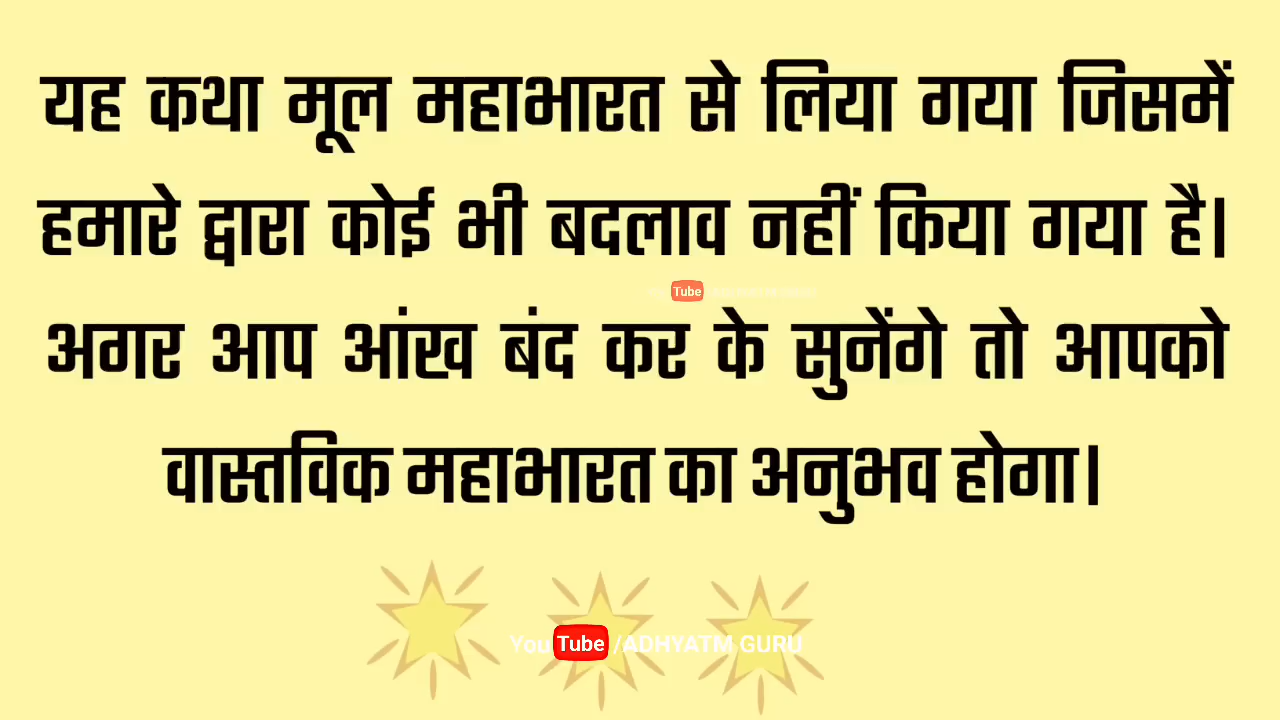 यह कथा मूल महाभारत से लिया गया जिसमें
हमारे द्वारा कोई भी बदलाव नहीं किया गया है।
Tube
अगर आप आंख बंद कर के सुनेंगे तो आपको
वास्तविक महाभारत का अनुभव होगा।
YouTube /ADHYATM GURU